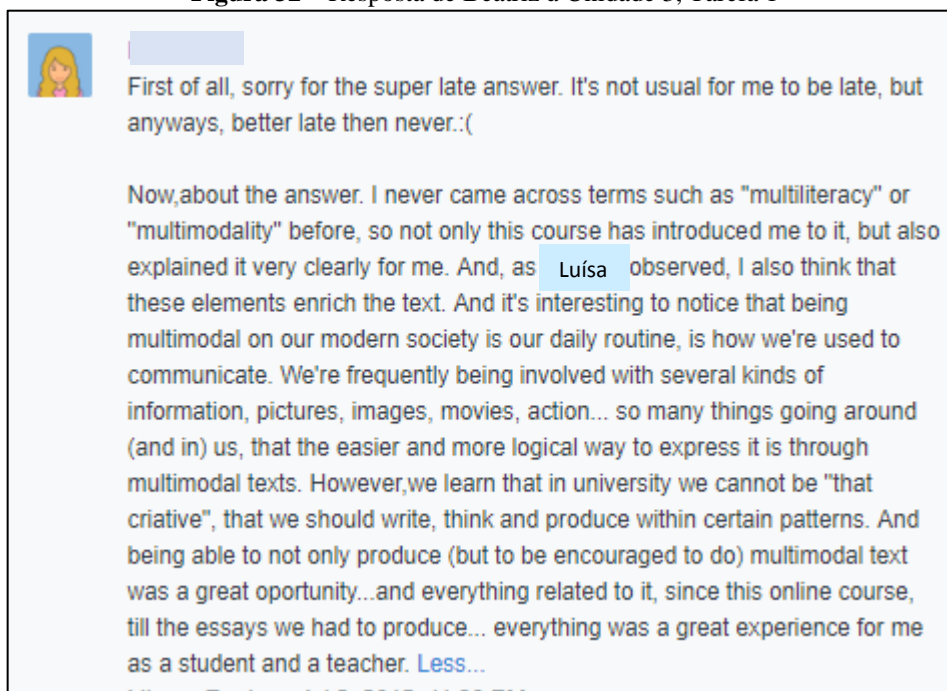 First of all, sorry for the super late answer. It's not usual for me to be late, but
anyways, better late then never.:(
Now,about the answer. I never came across terms such as "multiliteracy" or
"multimodality" before, so not only this course has introduced me to it, but also
explained it very clearly for me. And, as Luísa observed, I also think that
these elements enrich the text. And it's interesting to notice that being
multimodal on our modern society is our daily routine, is how we're used to
communicate. We're frequently being involved with several kinds of
information, pictures, images, movies, action... so many things going around
(and in) us, that the easier and more logical way to express it is through
multimodal texts. However,we learn that in university we cannot be "that
criative", that we should write, think and produce within certain patterns. And
being able to not only produce (but to be encouraged to do) multimodal text
was a great oportunity...and everything related to it, since this online course,
till the essays we had to produce... everything was a great experience for me
as a student and a teacher. Less...